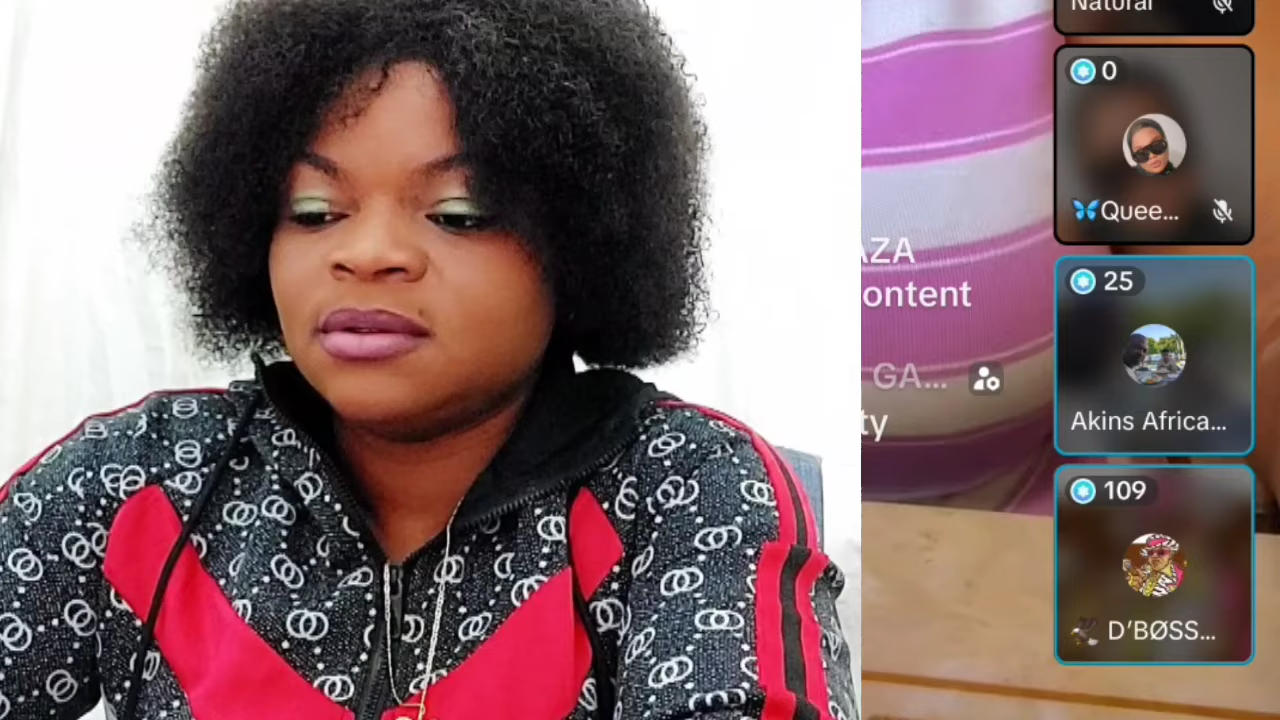 Natural
0
🦋Quee...
AZA
ontent
25
GA...
Akins Africa...
ty
109
D'BØSS...